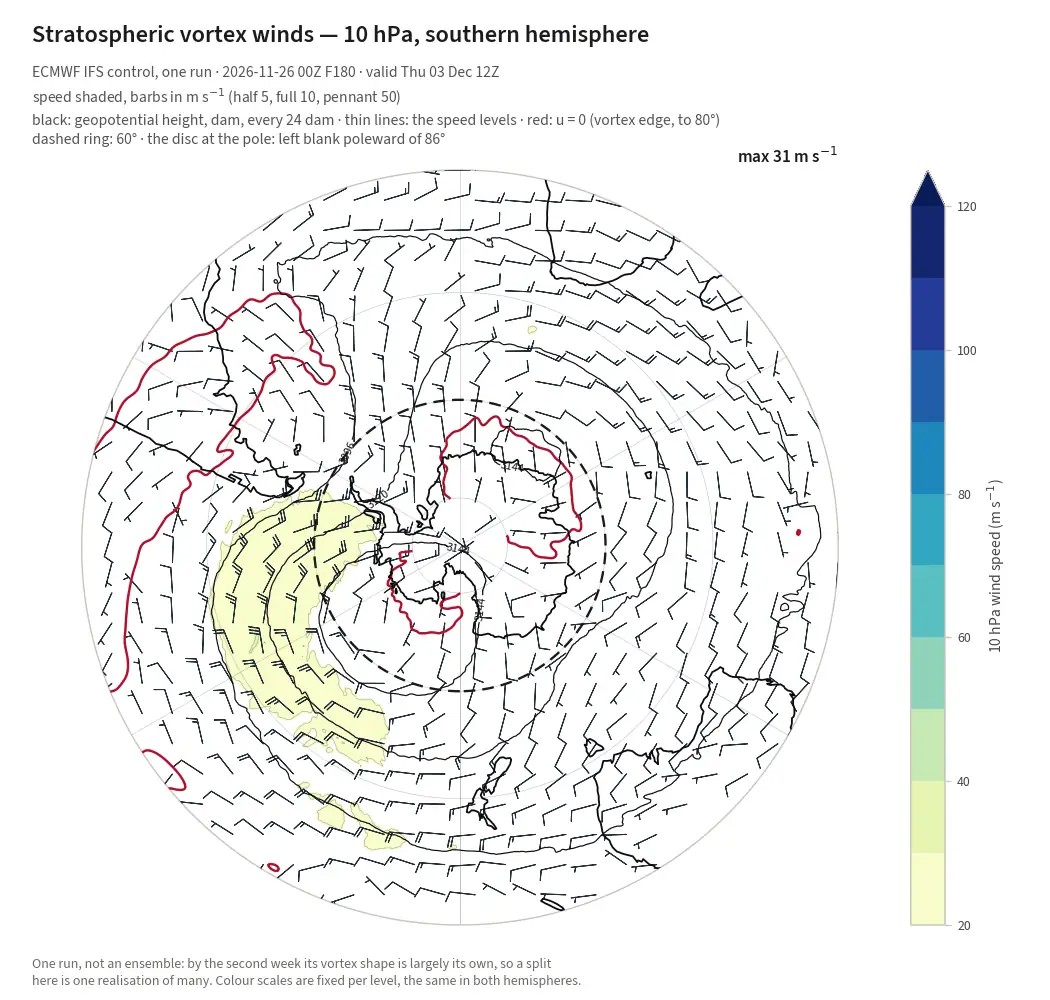 Stratospheric vortex winds — 10 hPa, southern hemisphere
ECMWF IFS control, one run · 2026-11-26 00Z F180 · valid Thu 03 Dec 12Z
speed shaded, barbs in m s⁻¹ (half 5, full 10, pennant 50)
black: geopotential height, dam, every 24 dam · thin lines: the speed levels · red: u = 0 (vortex edge, to 80°)
dashed ring: 60° · the disc at the pole: left blank poleward of 86°
max 31 m s⁻¹
120
100
80
60
40
20
10 hPa wind speed (m s⁻¹)
One run, not an ensemble: by the second week its vortex shape is largely its own, so a split
here is one realisation of many. Colour scales are fixed per level, the same in both hemispheres.